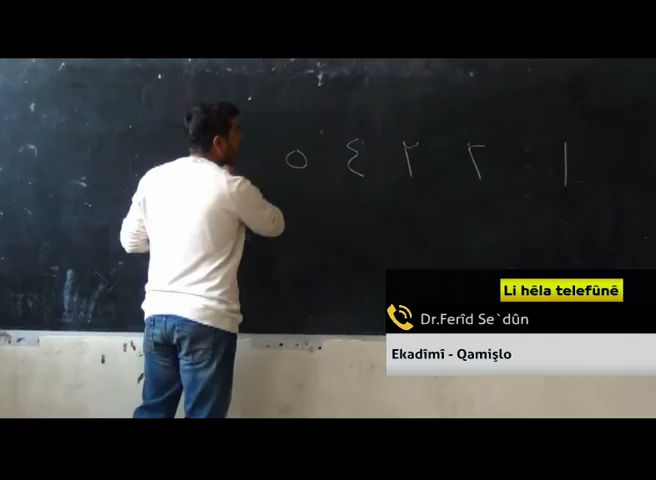 ١ ٢ ٣ ٤ ٥
Li hêla telefûnê
Dr.Ferîd Se`dûn
Ekadîmî - Qamişlo